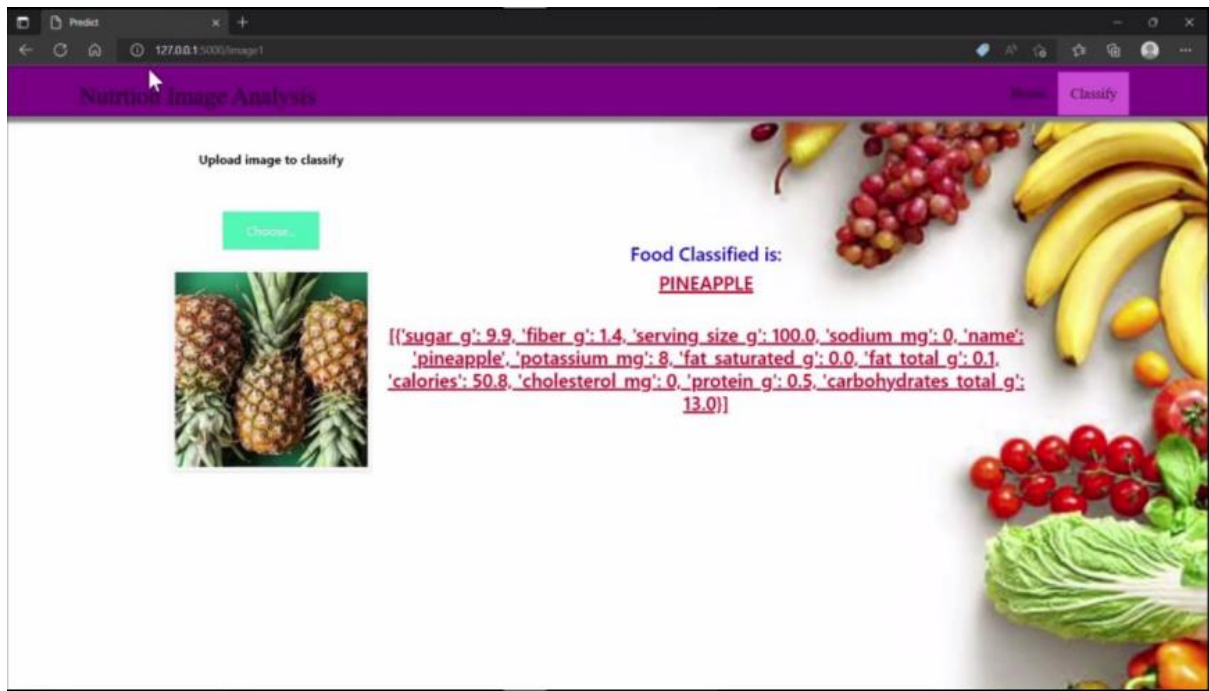 Predict
127.0.0.1:5000/image1
Nutrtion Image Analysis
Home
Classify
Upload image to classify
Choose..
Food Classified is:
PINEAPPLE
[{'sugar_g': 9.9, 'fiber_g': 1.4, 'serving_size_g': 100.0, 'sodium_mg': 0, 'name':
'pineapple', 'potassium_mg': 8, 'fat_saturated_g': 0.0, 'fat_total_g': 0.1,
'calories': 50.8, 'cholesterol_mg': 0, 'protein_g': 0.5, 'carbohydrates_total_g':
13.0}]